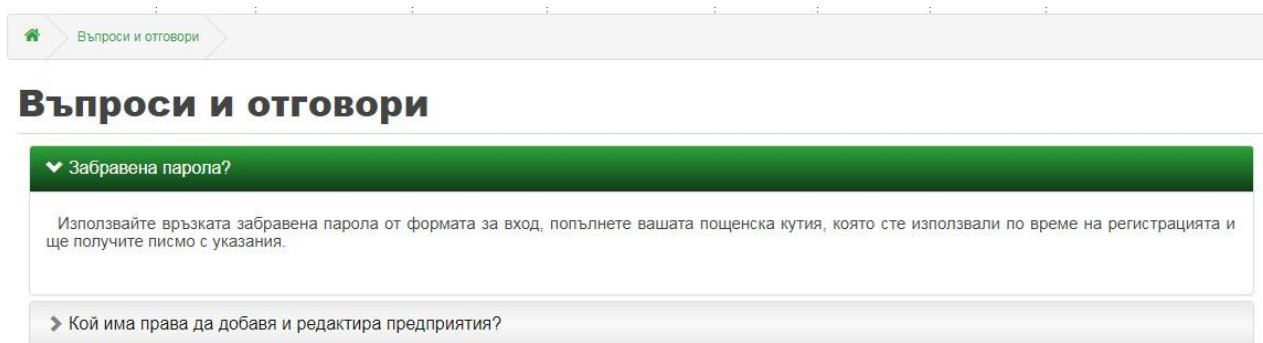 Въпроси и отговори
Въпроси и отговори
Забравена парола?
Използвайте връзката забравена парола от формата за вход, попълнете вашата пощенска кутия, която сте използвали по време на регистрацията и
ще получите писмо с указания.
Кой има права да добавя и редактира предприятия?